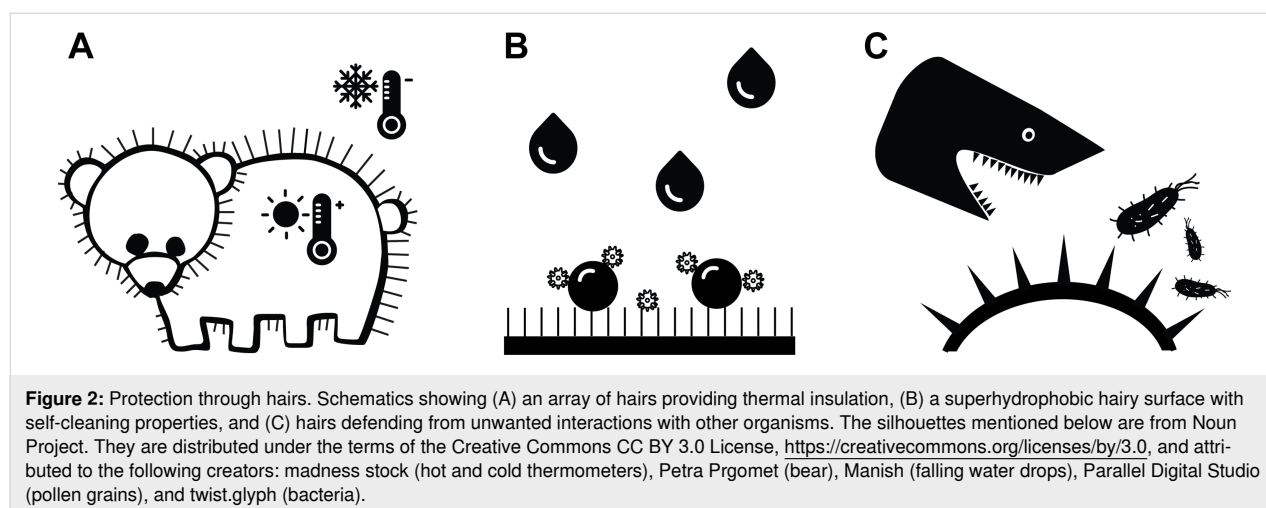 A
B
C
-
+
Figure 2: Protection through hairs. Schematics showing (A) an array of hairs providing thermal insulation, (B) a superhydrophobic hairy surface with
self-cleaning properties, and (C) hairs defending from unwanted interactions with other organisms. The silhouettes mentioned below are from Noun
Project. They are distributed under the terms of the Creative Commons CC BY 3.0 License, https://creativecommons.org/licenses/by/3.0, and attri-
buted to the following creators: madness stock (hot and cold thermometers), Petra Prgomet (bear), Manish (falling water drops), Parallel Digital Studio
(pollen grains), and twist.glyph (bacteria).